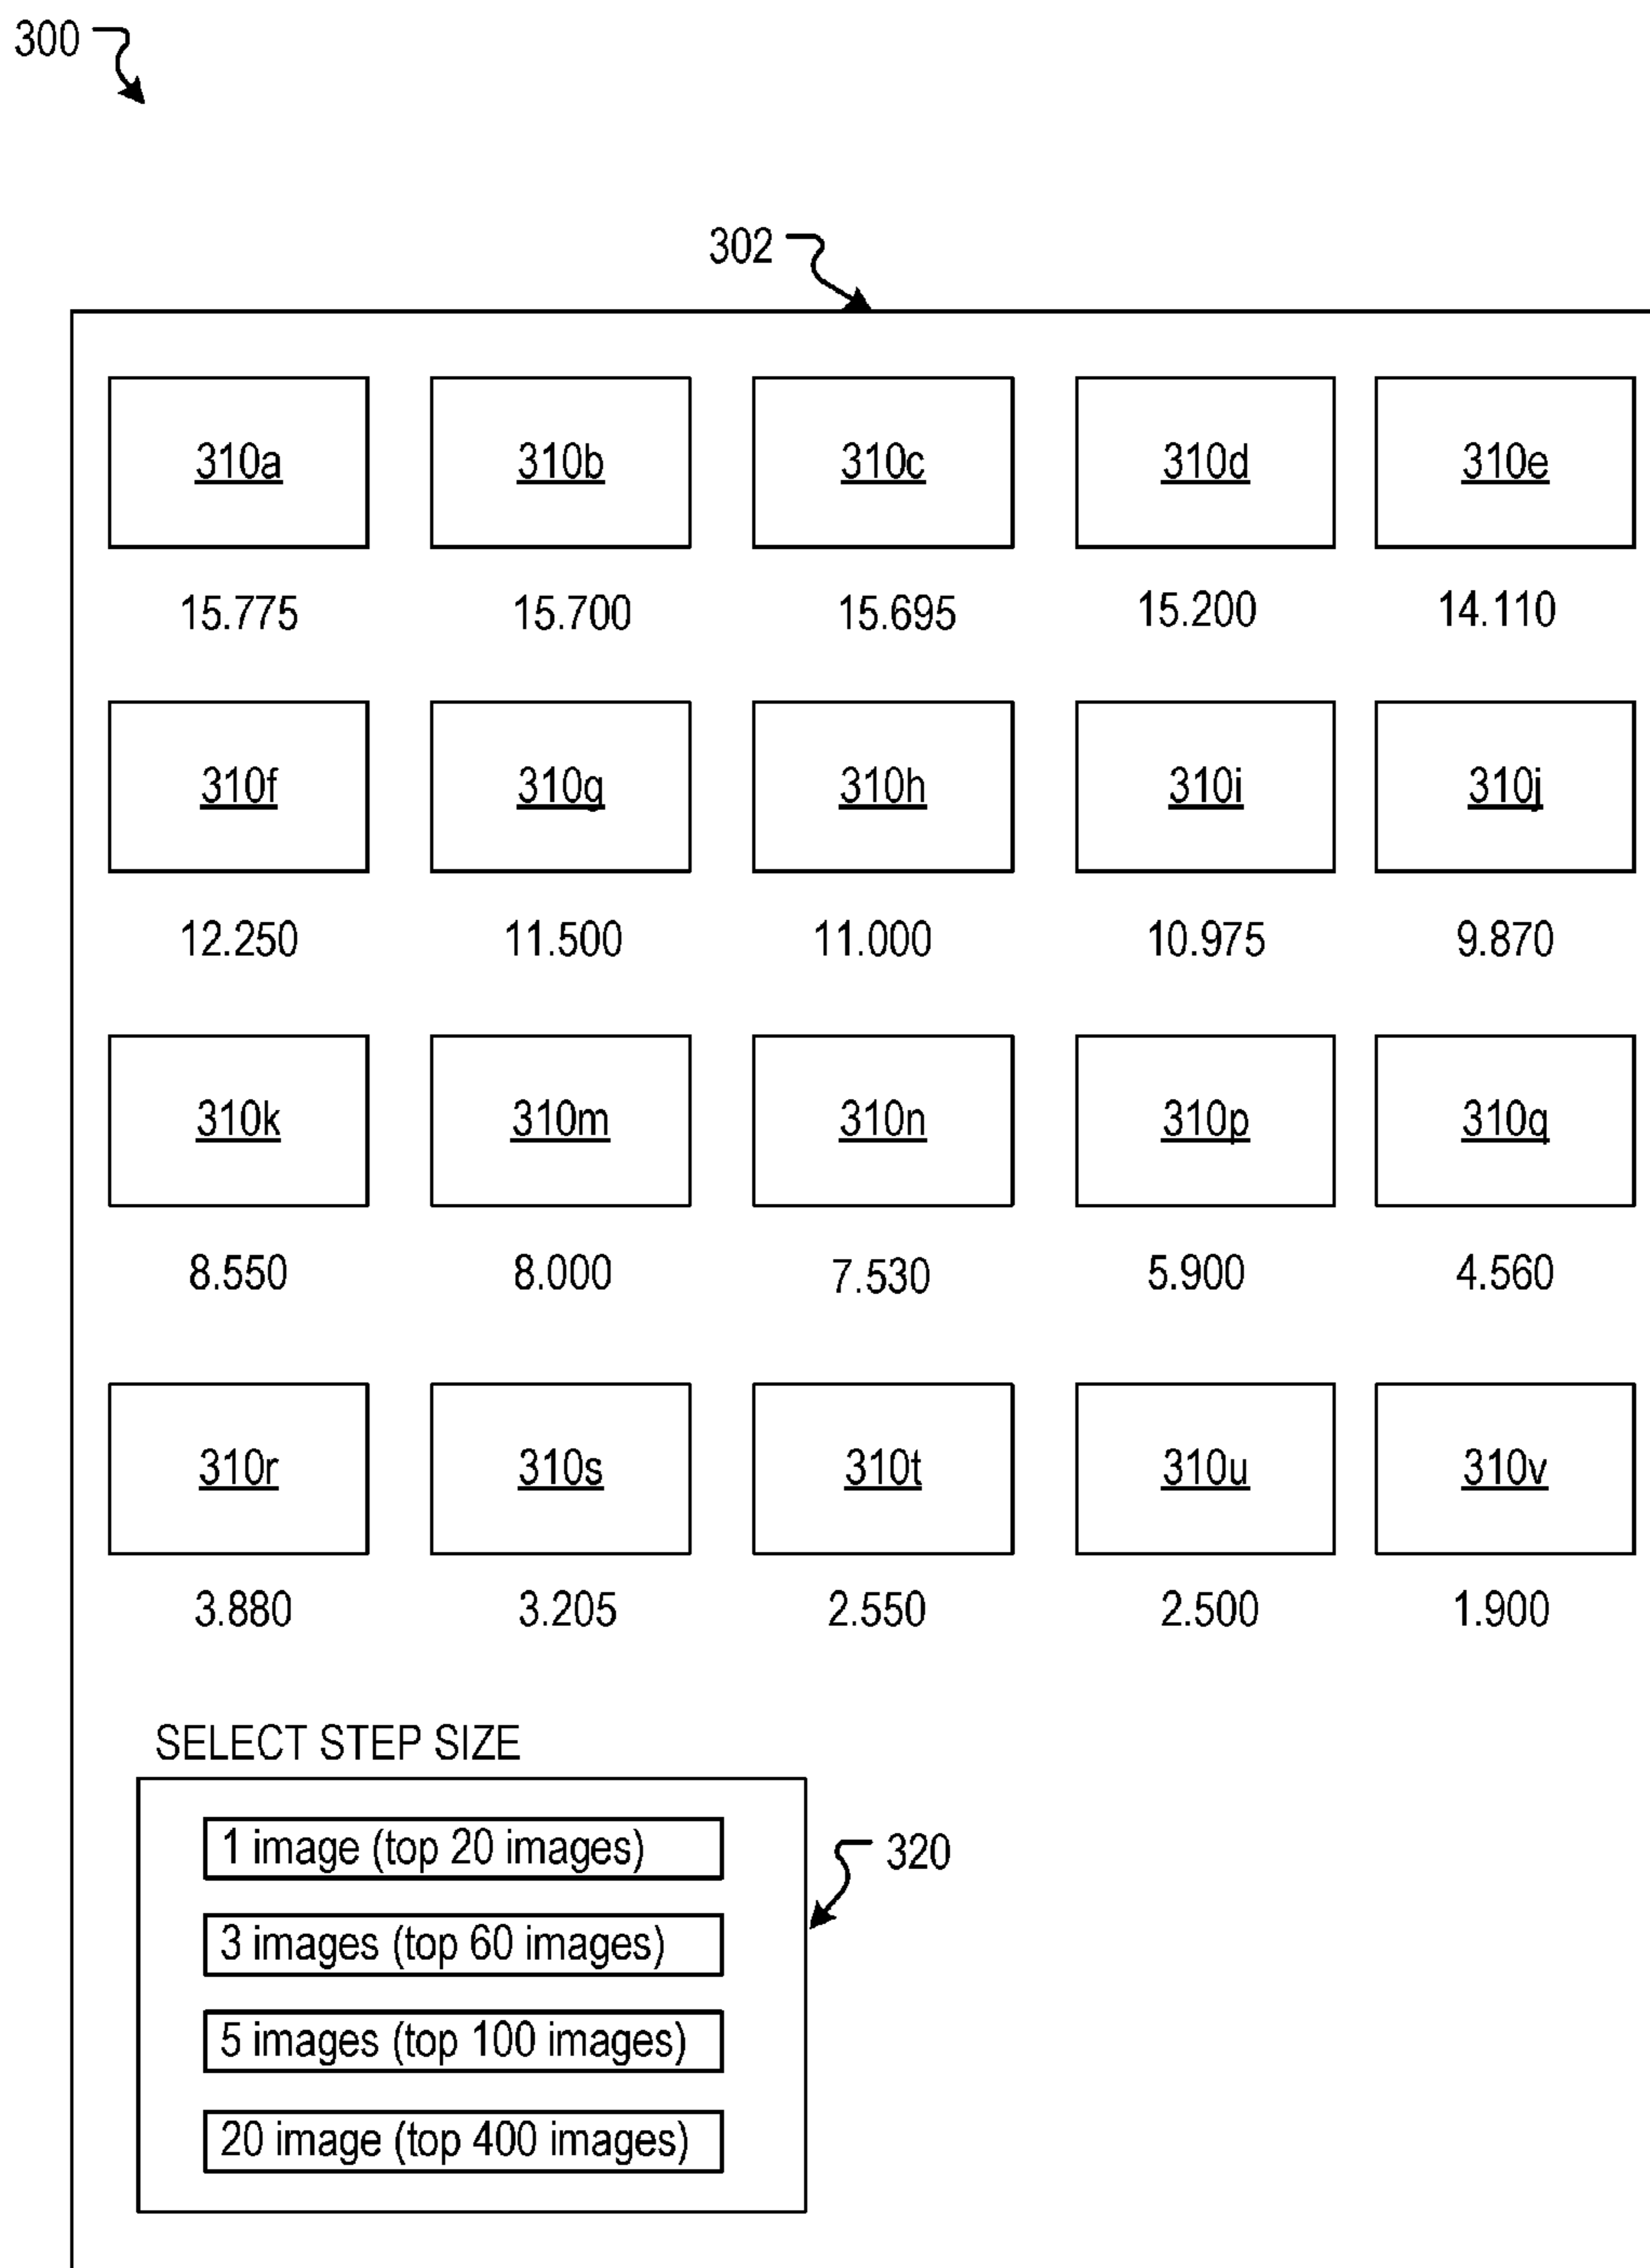 300
302
310a 310b 310c 310d 310e
15.775 15.700 15.695 15.200 14.110
310f 310g 310h 310i 310j
12.250 11.500 11.000 10.975 9.870
310k 310m 310n 310p 310q
8.550 8.000 7.530 5.900 4.560
310r 310s 310t 310u 310v
3.880 3.205 2.550 2.500 1.900
SELECT STEP SIZE
1 image (top 20 images)
320
3 images (top 60 images)
5 images (top 100 images)
20 image (top 400 images)